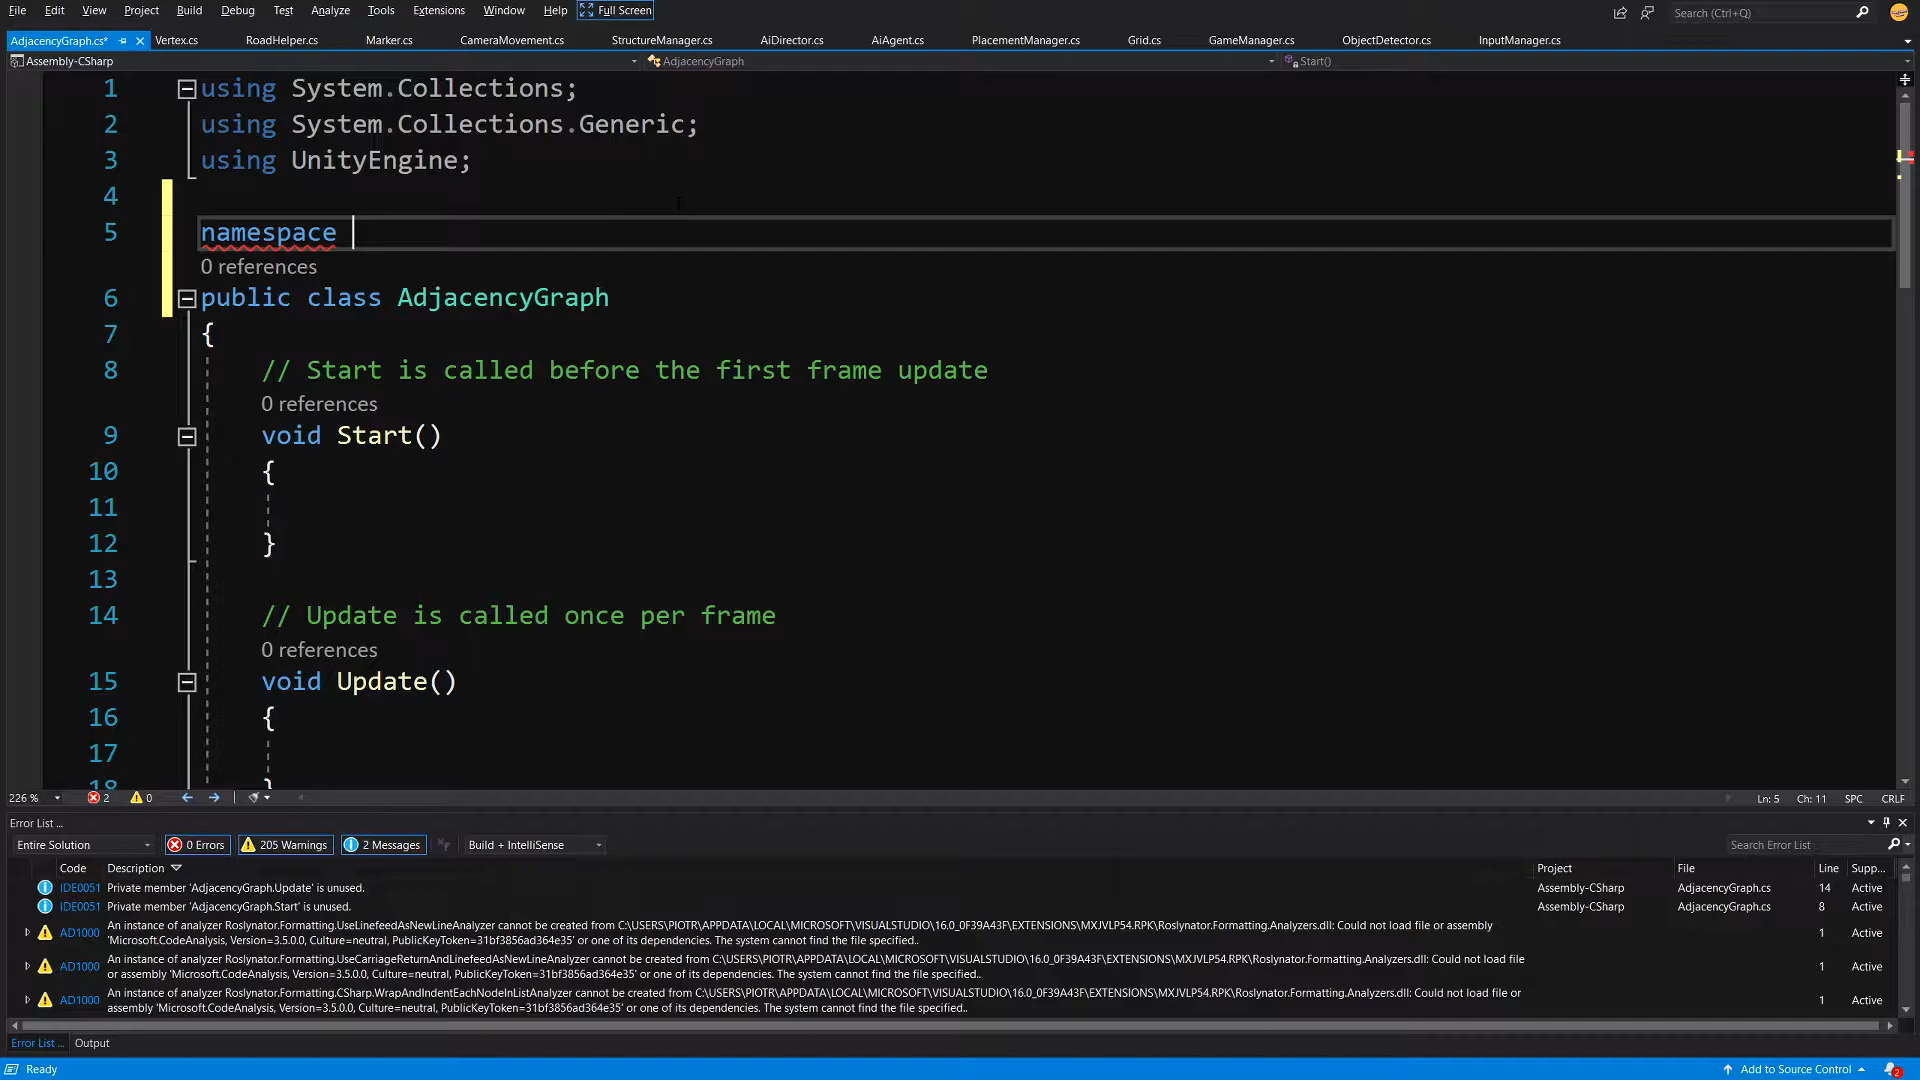 File Edit View Project Build Debug Test Analyze Tools Extensions Window Help Full Screen Search (Ctrl+Q)
AdjacencyGraph.cs* Vertex.cs RoadHelper.cs Marker.cs CameraMovement.cs StructureManager.cs AiDirector.cs AiAgent.cs PlacementManager.cs Grid.cs GameManager.cs ObjectDetector.cs InputManager.cs
Assembly-CSharp AdjacencyGraph Start()
1 using System.Collections;
2 using System.Collections.Generic;
3 using UnityEngine;
4
5 namespace
0 references
6 public class AdjacencyGraph
7 {
8 // Start is called before the first frame update
0 references
9 void Start()
10 {
11
12 }
13
14 // Update is called once per frame
0 references
15 void Update()
16 {
17
18 }
226 % 2 0 Ln: 5 Ch: 11 SPC CRLF
Error List ...
Entire Solution 0 Errors 205 Warnings 2 Messages Build + IntelliSense Search Error List
Code Description Project File Line Supp...
IDE0051 Private member 'AdjacencyGraph.Update' is unused. Assembly-CSharp AdjacencyGraph.cs 14 Active
IDE0051 Private member 'AdjacencyGraph.Start' is unused. Assembly-CSharp AdjacencyGraph.cs 8 Active
An instance of analyzer Roslynator.Formatting.UseLinefeedAsNewLineAnalyzer cannot be created from C:\USERS\PIOTR\APPDATA\LOCAL\MICROSOFT\VISUALSTUDIO\16.0_0F39A43F\EXTENSIONS\MXJVLP54.RPK\Roslynator.Formatting.Analyzers.dll: Could not load file or assembly
AD1000 'Microsoft.CodeAnalysis, Version=3.5.0.0, Culture=neutral, PublicKeyToken=31bf3856ad364e35' or one of its dependencies. The system cannot find the file specified.. 1 Active
An instance of analyzer Roslynator.Formatting.UseCarriageReturnAndLinefeedAsNewLineAnalyzer cannot be created from C:\USERS\PIOTR\APPDATA\LOCAL\MICROSOFT\VISUALSTUDIO\16.0_0F39A43F\EXTENSIONS\MXJVLP54.RPK\Roslynator.Formatting.Analyzers.dll: Could not load file
AD1000 or assembly 'Microsoft.CodeAnalysis, Version=3.5.0.0, Culture=neutral, PublicKeyToken=31bf3856ad364e35' or one of its dependencies. The system cannot find the file specified.. 1 Active
An instance of analyzer Roslynator.Formatting.CSharp.WrapAndIndentEachNodeInListAnalyzer cannot be created from C:\USERS\PIOTR\APPDATA\LOCAL\MICROSOFT\VISUALSTUDIO\16.0_0F39A43F\EXTENSIONS\MXJVLP54.RPK\Roslynator.Formatting.Analyzers.dll: Could not load file or
AD1000 assembly 'Microsoft.CodeAnalysis, Version=3.5.0.0, Culture=neutral, PublicKeyToken=31bf3856ad364e35' or one of its dependencies. The system cannot find the file specified.. 1 Active
Error List ... Output
Ready Add to Source Control 2